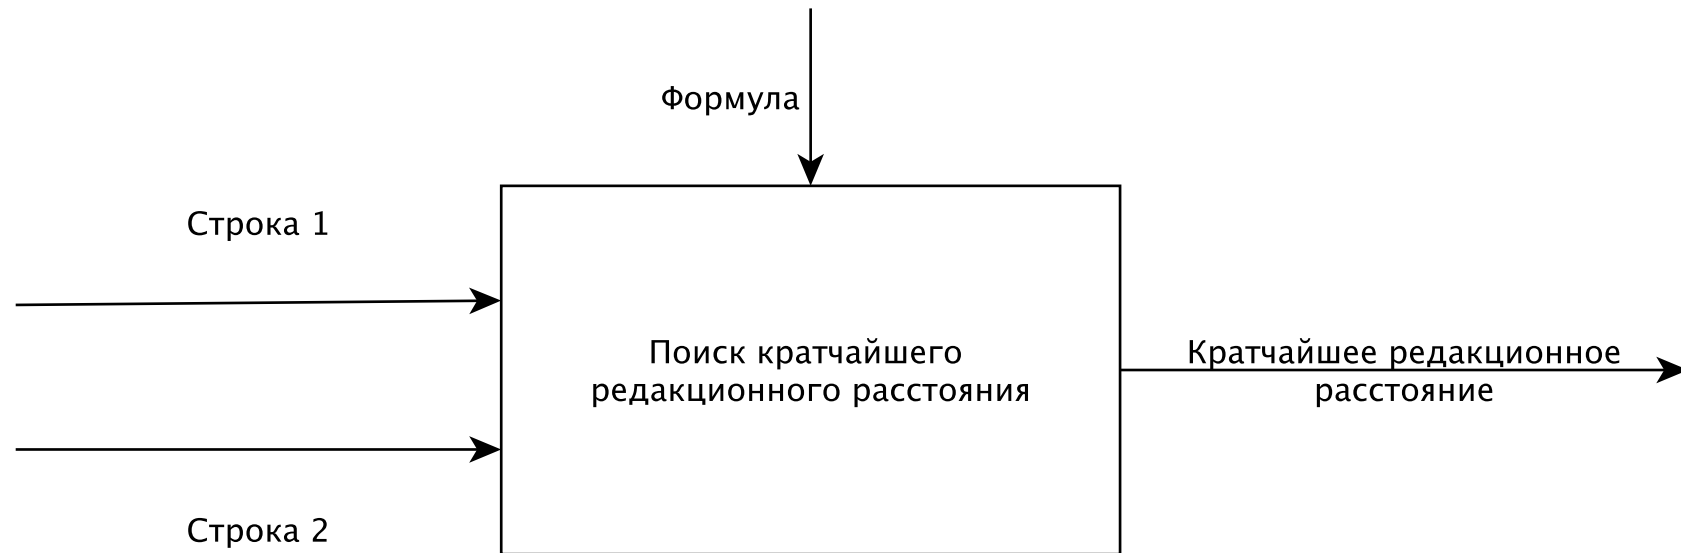 Формула
Строка 1
Поиск кратчайшего
редакционного расстояния
Кратчайшее редакционное
расстояние
Строка 2